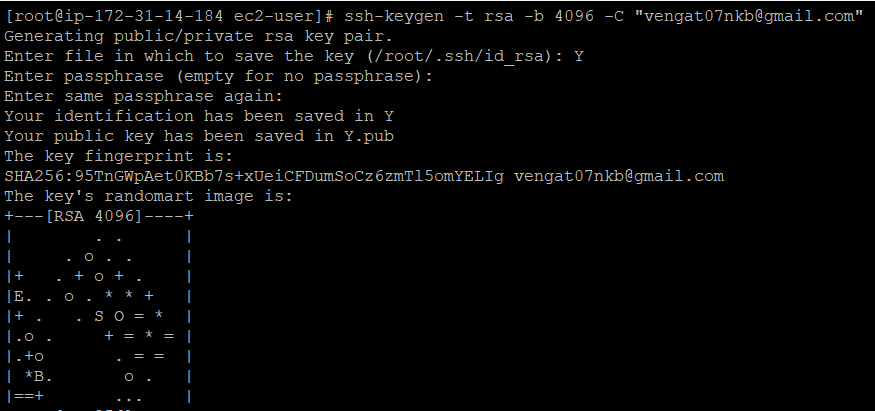 [root@ip-172-31-14-184 ec2-user]# ssh-keygen -t rsa -b 4096 -C "vengat07nkb@gmail.com"
Generating public/private rsa key pair.
Enter file in which to save the key (/root/.ssh/id_rsa): Y
Enter passphrase (empty for no passphrase):
Enter same passphrase again:
Your identification has been saved in Y
Your public key has been saved in Y.pub
The key fingerprint is:
SHA256:95TnGWpAet0KBb7s+xUeiCFDumSoCz6zmTl5omYELIg vengat07nkb@gmail.com
The key's randomart image is:
+---[RSA 4096]----+
|        . .      |
|     . o . .     |
|+   . + o + .    |
|E. . o . * * +   |
|+ .   . S O = *  |
|.o .     + = * = |
|.+o       . = =  |
| *B.       o .   |
|==+       ...    |